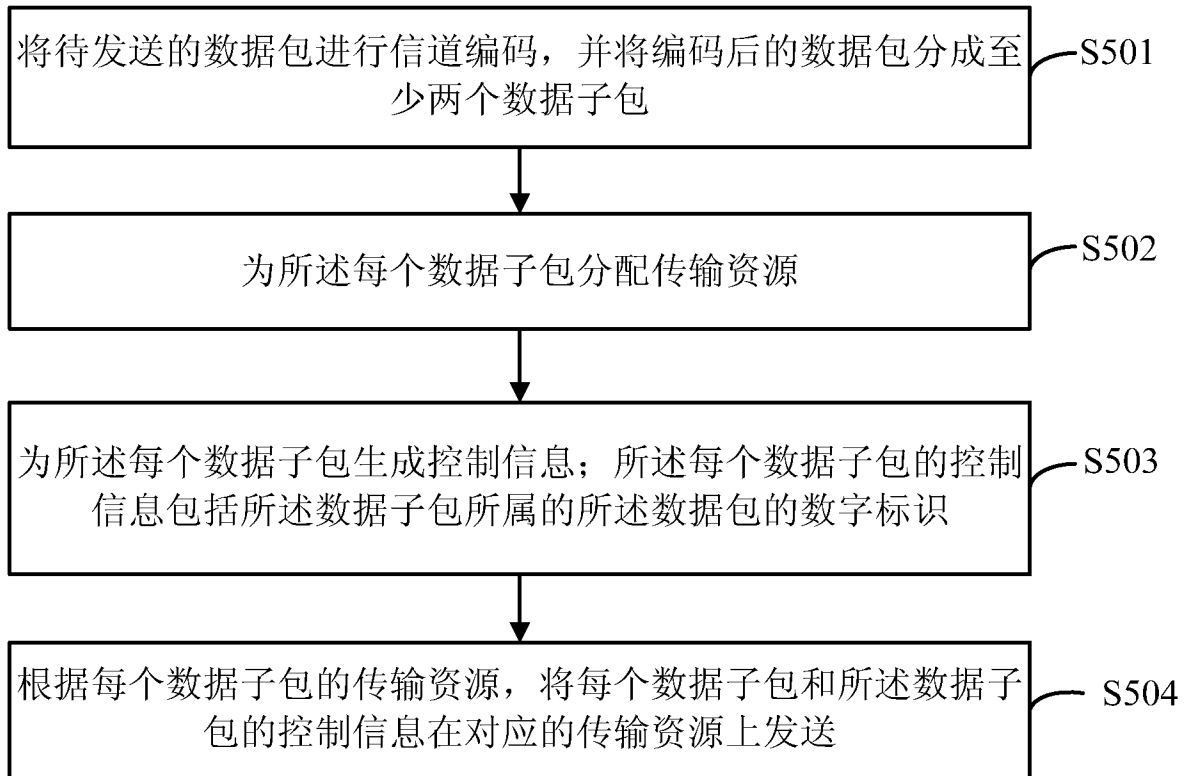 将待发送的数据包进行信道编码，并将编码后的数据包分成至
少两个数据子包
S501
为所述每个数据子包分配传输资源
S502
为所述每个数据子包生成控制信息；所述每个数据子包的控制
信息包括所述数据子包所属的所述数据包的数字标识
S503
根据每个数据子包的传输资源，将每个数据子包和所述数据子
包的控制信息在对应的传输资源上发送
S504